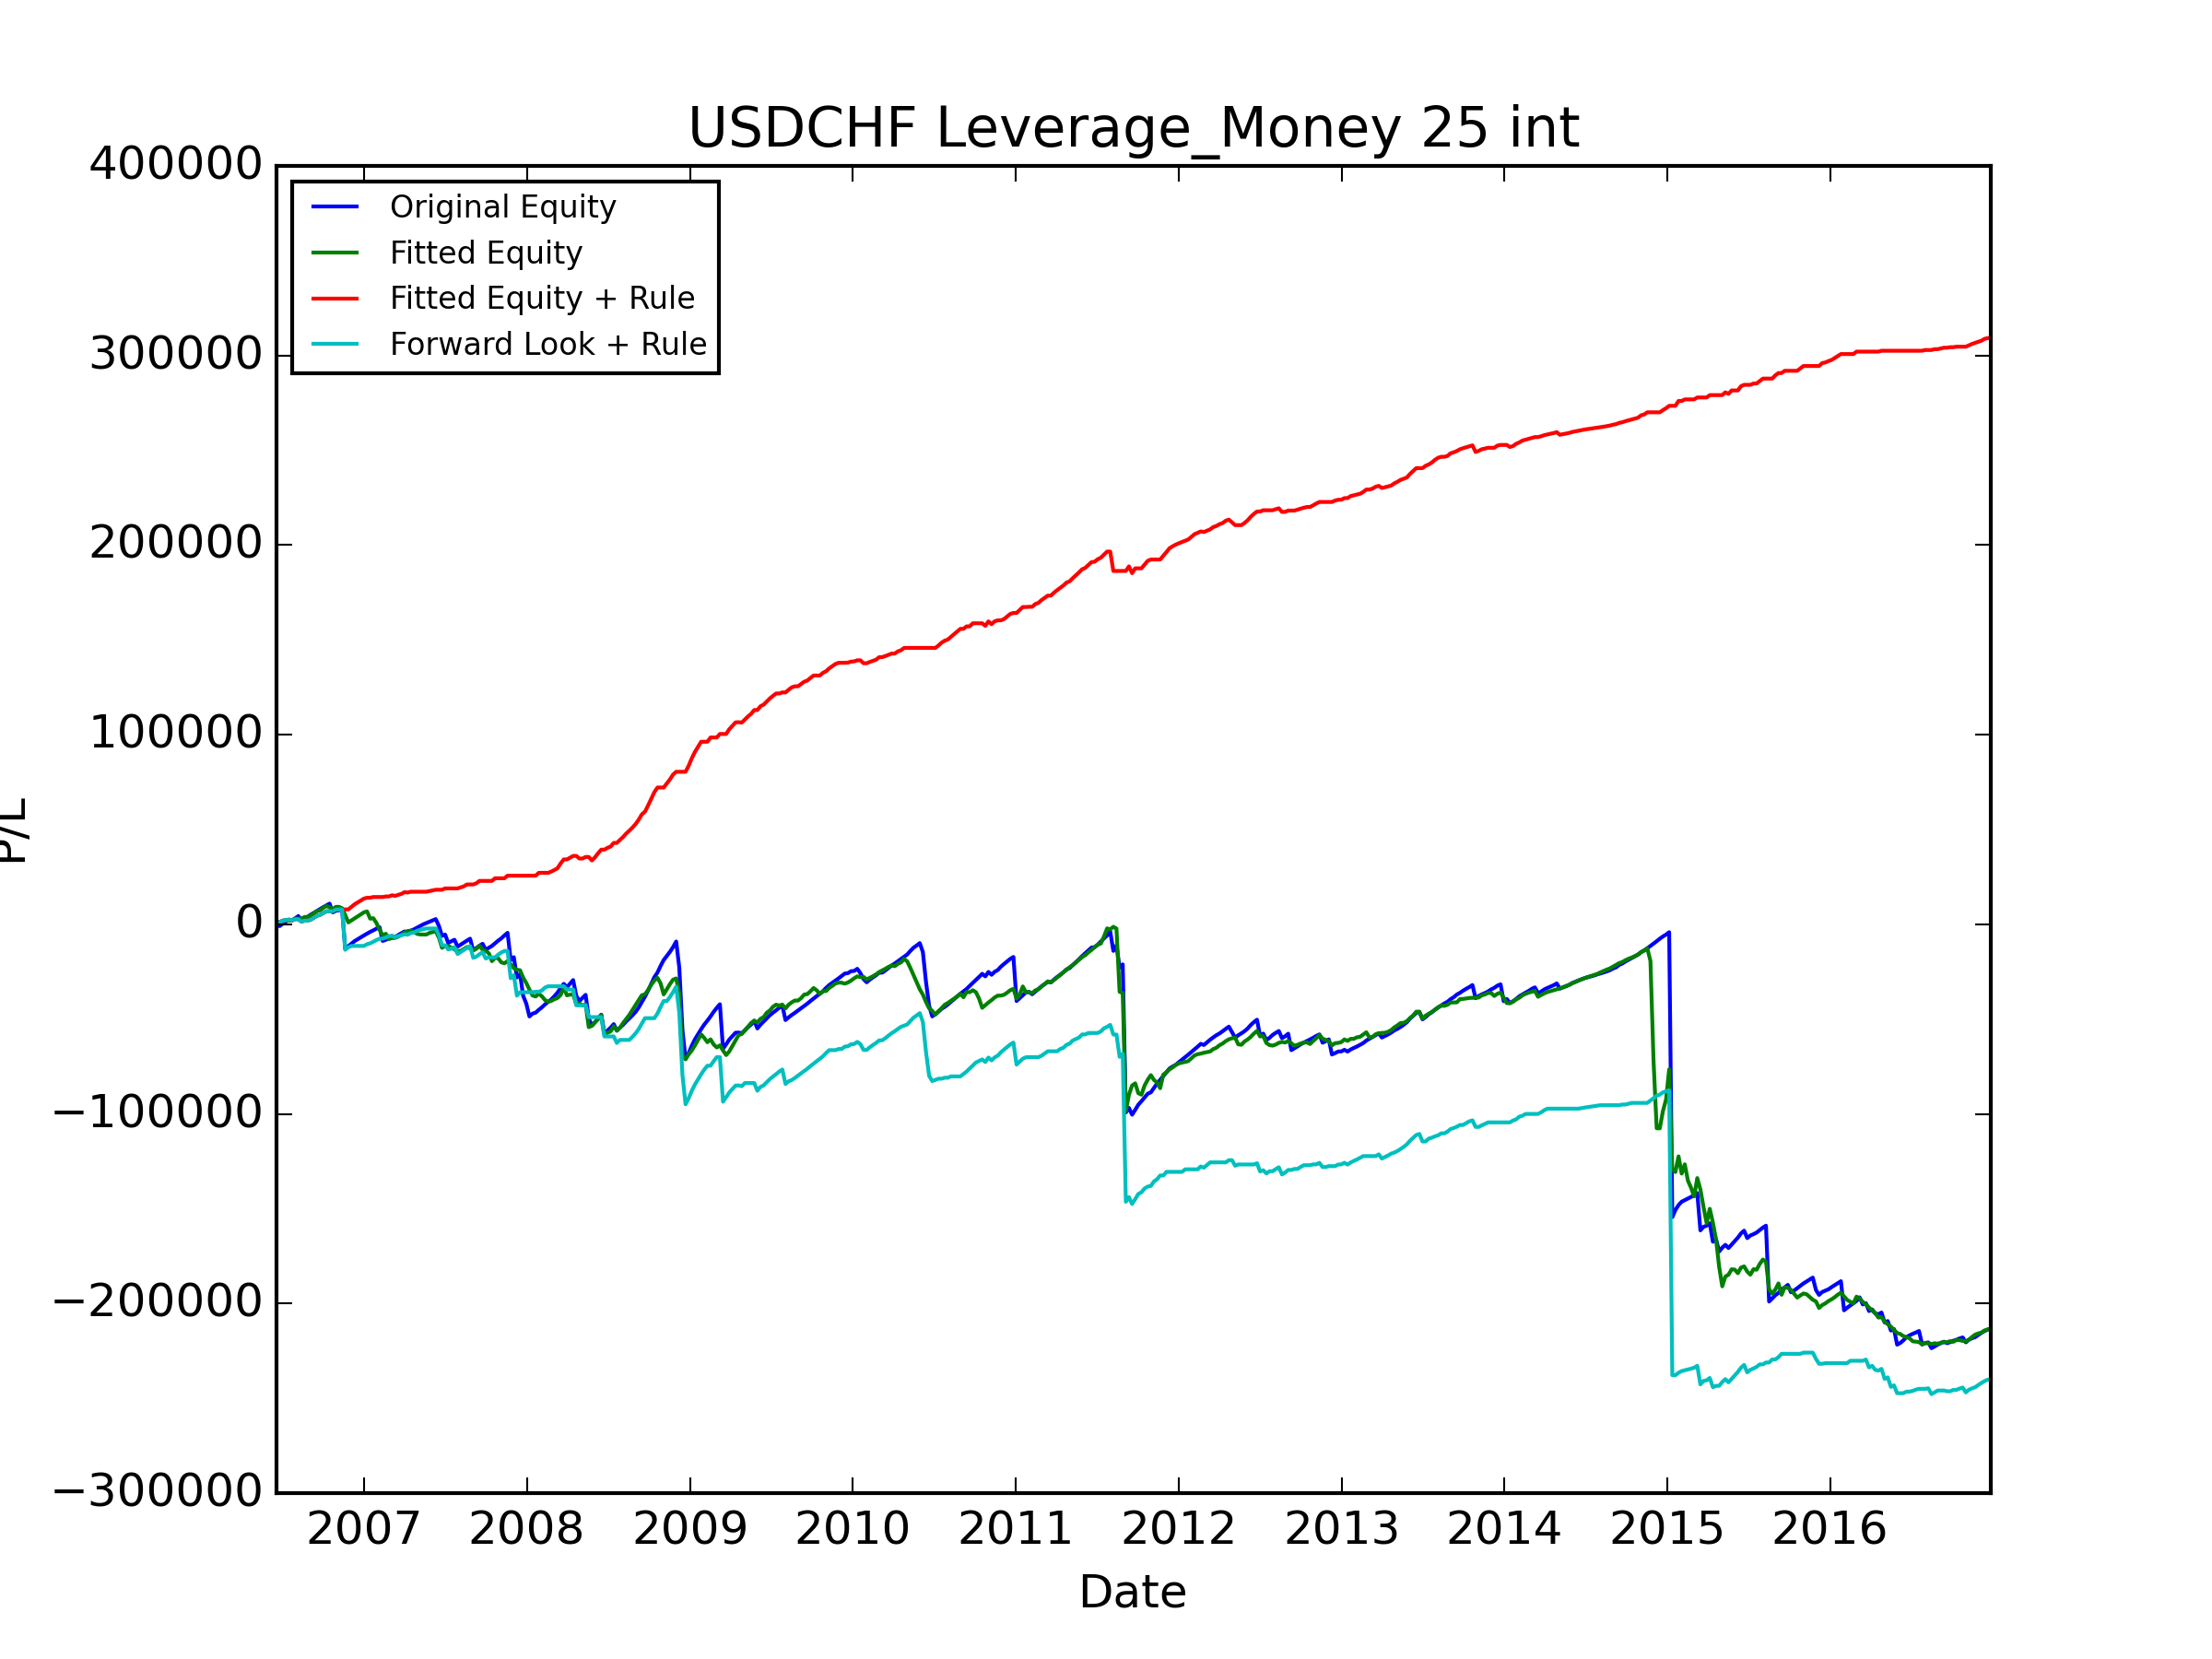 USDCHF Leverage_Money 25 int
400000
300000
200000
100000
0
−100000
−200000
−300000
P/L
Original Equity
Fitted Equity
Fitted Equity + Rule
Forward Look + Rule
2007 2008 2009 2010 2011 2012 2013 2014 2015 2016
Date